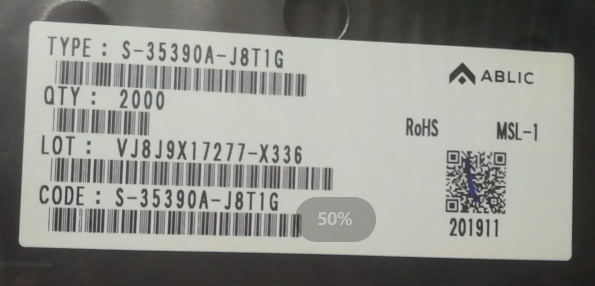 TYPE : S-35390A-J8T1G
ABLIC
QTY : 2000
RoHS MSL-1
LOT : VJ8J9X17277-X336
CODE : S-35390A-J8T1G
50%
201911